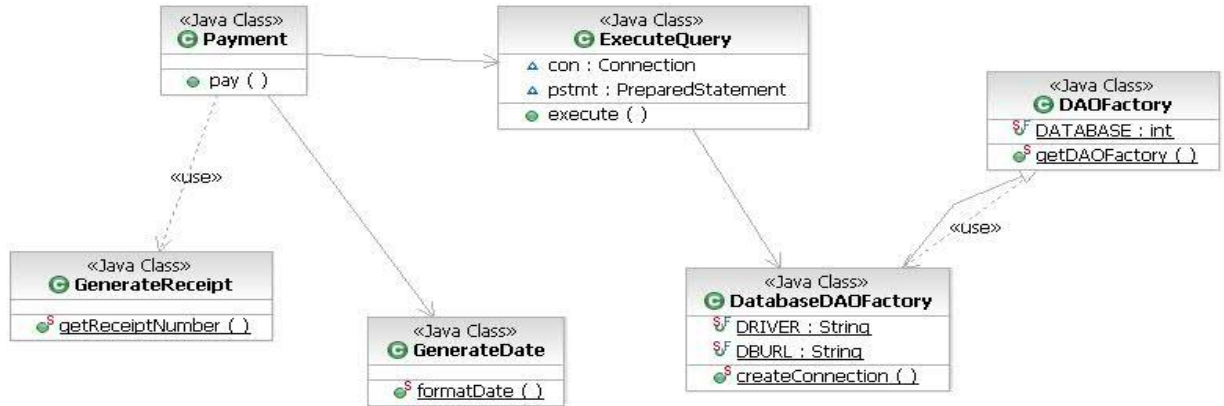 «Java Class»
Payment
pay ( )
«Java Class»
ExecuteQuery
con : Connection
pstmt : PreparedStatement
execute ( )
«Java Class»
DAOFactory
DATABASE : int
getDAOFactory ( )
«use»
«use»
«Java Class»
GenerateReceipt
getReceiptNumber ( )
«Java Class»
GenerateDate
formatDate ( )
«Java Class»
DatabaseDAOFactory
DRIVER : String
DBURL : String
createConnection ( )